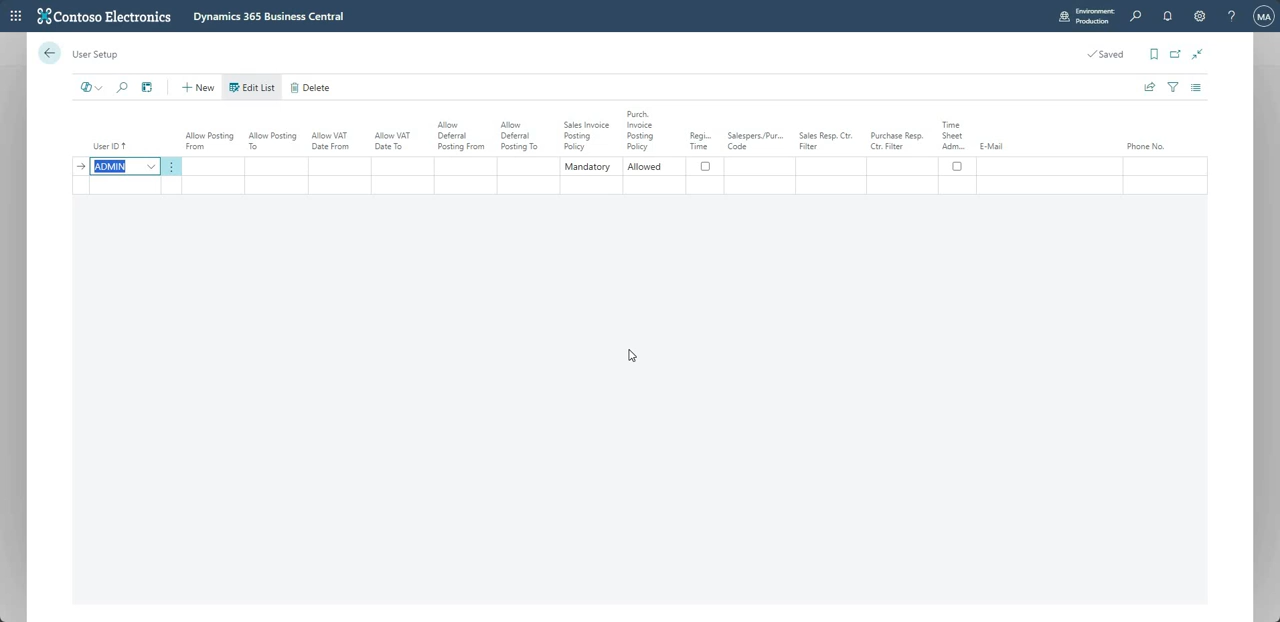 Contoso Electronics Dynamics 365 Business Central Environment: Production ? MA
User Setup Saved
New Edit List Delete
User ID ↑
Allow Posting From
Allow Posting To
Allow VAT Date From
Allow VAT Date To
Allow Deferral Posting From
Allow Deferral Posting To
Sales Invoice Posting Policy
Purch. Invoice Posting Policy
Regi... Time
Salespers./Pur... Code
Sales Resp. Ctr. Filter
Purchase Resp. Ctr. Filter
Time Sheet Adm...
E-Mail
Phone No.
ADMIN Mandatory Allowed